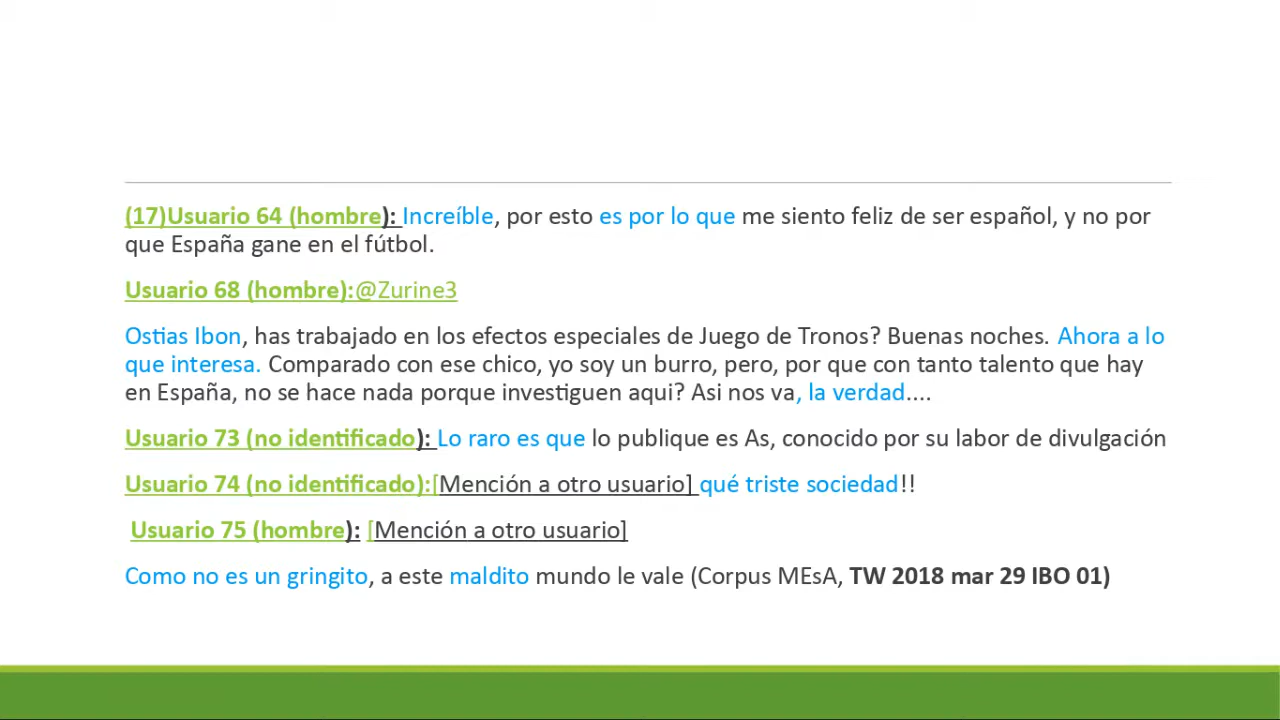 (17)Usuario 64 (hombre): Increíble, por esto es por lo que me siento feliz de ser español, y no por
que España gane en el fútbol.
Usuario 68 (hombre):@Zurine3
Ostias Ibon, has trabajado en los efectos especiales de Juego de Tronos? Buenas noches. Ahora a lo
que interesa. Comparado con ese chico, yo soy un burro, pero, por que con tanto talento que hay
en España, no se hace nada porque investiguen aqui? Asi nos va, la verdad....
Usuario 73 (no identificado): Lo raro es que lo publique es As, conocido por su labor de divulgación
Usuario 74 (no identificado):[Mención a otro usuario] qué triste sociedad!!
Usuario 75 (hombre): [Mención a otro usuario]
Como no es un gringito, a este maldito mundo le vale (Corpus MEsA, TW 2018 mar 29 IBO 01)